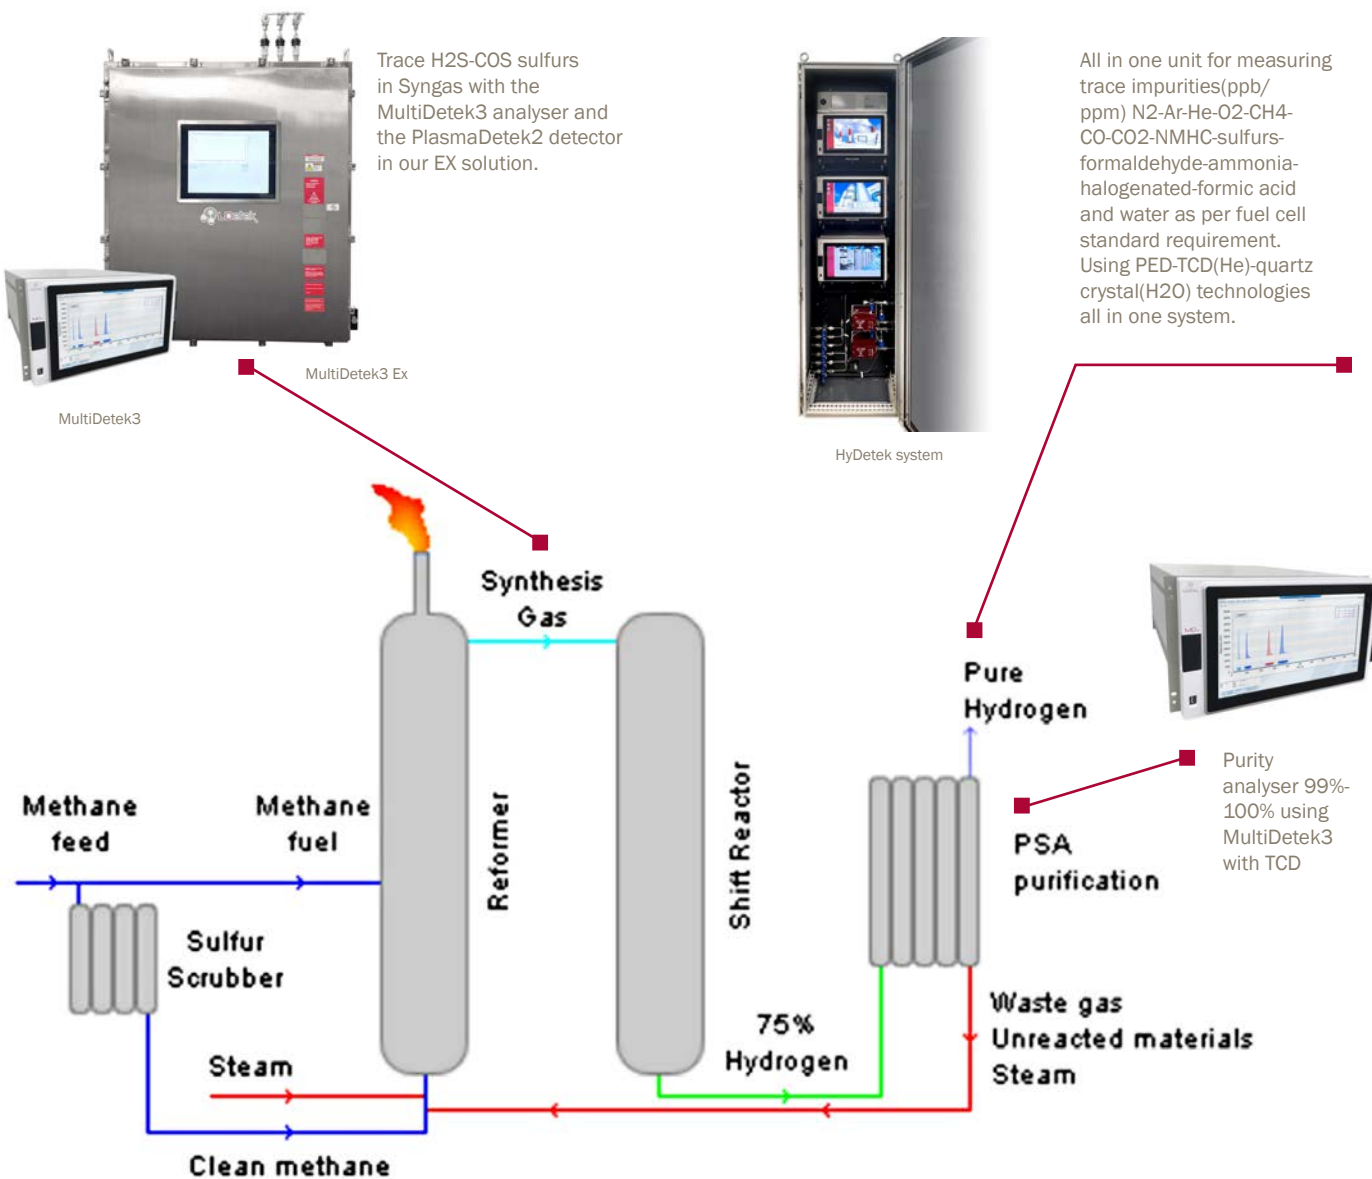 Trace H2S-COS sulfurs
in Syngas with the
MultiDetek3 analyser and
the PlasmaDetek2 detector
in our EX solution.
All in one unit for measuring
trace impurities(ppb/
ppm) N2-Ar-He-O2-CH4-
CO-CO2-NMHC-sulfurs-
formaldehyde-ammonia-
halogenated-formic acid
and water as per fuel cell
standard requirement.
Using PED-TCD(He)-quartz
crystal(H2O) technologies
all in one system.
LDetek
MultiDetek3 Ex
MultiDetek3
HyDetek system
Synthesis
Gas
Pure
Hydrogen
Purity
analyser 99%-
100% using
MultiDetek3
with TCD
Methane
feed
Methane
fuel
Reformer
Shift Reactor
PSA
purification
Sulfur
Scrubber
Steam
75%
Hydrogen
Waste gas
Unreacted materials
Steam
Clean methane